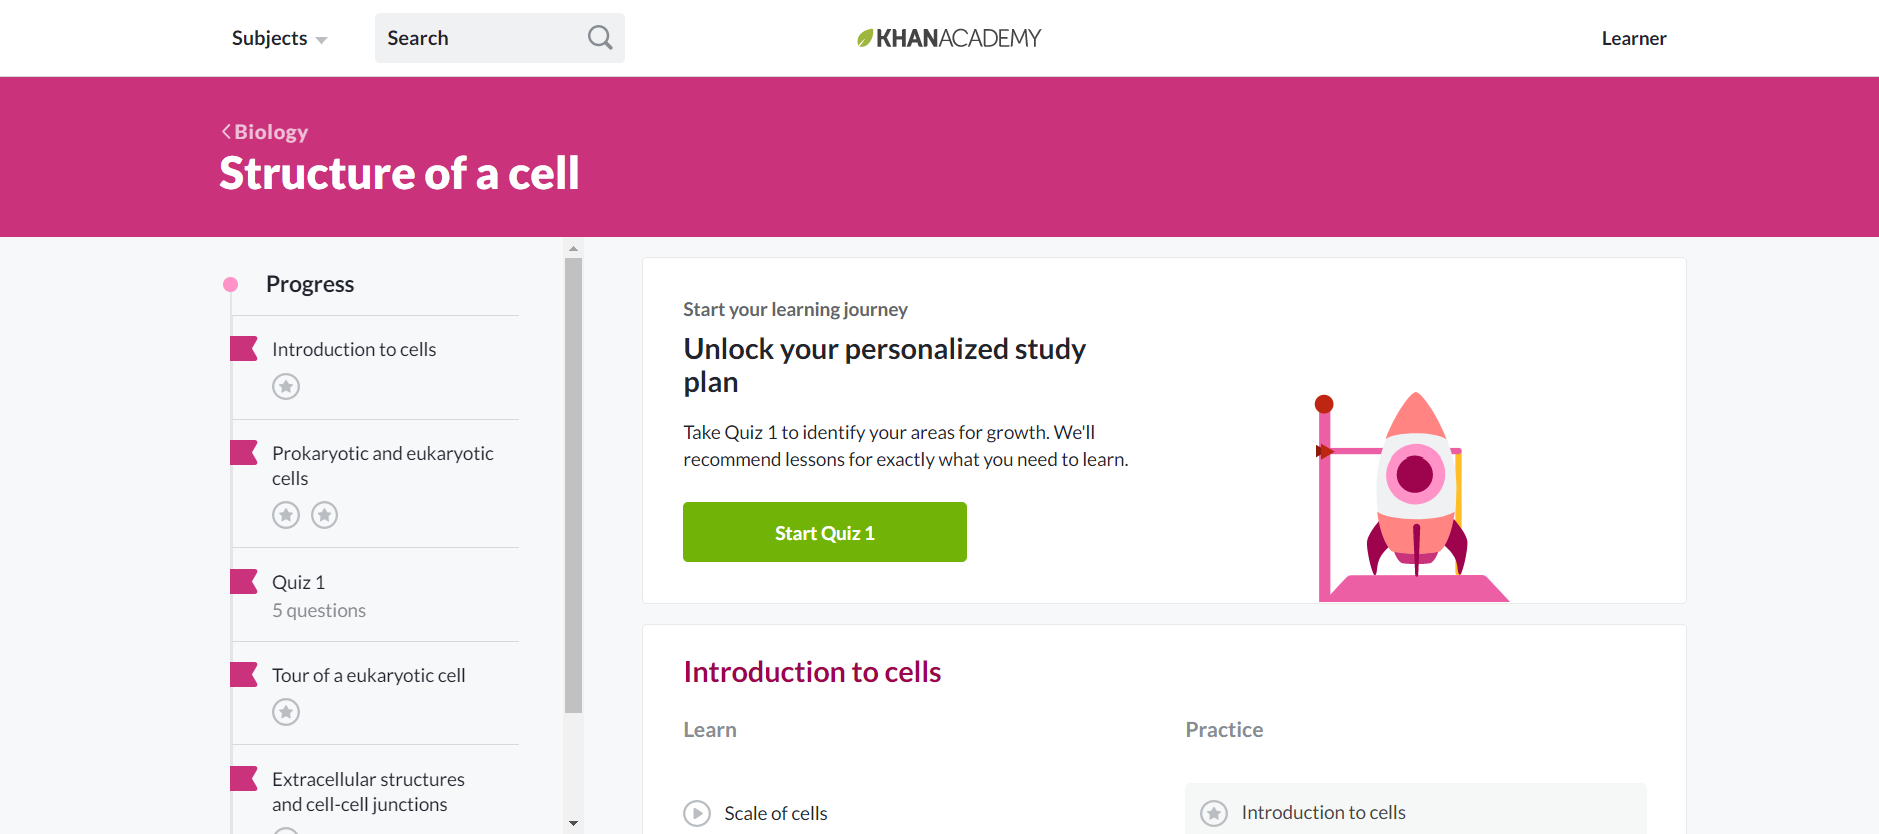 Subjects
Search
KHANACADEMY
Learner
Biology
Structure of a cell
Progress
Introduction to cells
Prokaryotic and eukaryotic
cells
Quiz 1
5 questions
Tour of a eukaryotic cell
Extracellular structures
and cell-cell junctions
Start your learning journey
Unlock your personalized study
plan
Take Quiz 1 to identify your areas for growth. We'll
recommend lessons for exactly what you need to learn.
Start Quiz 1
Introduction to cells
Learn
Practice
Scale of cells
Introduction to cells